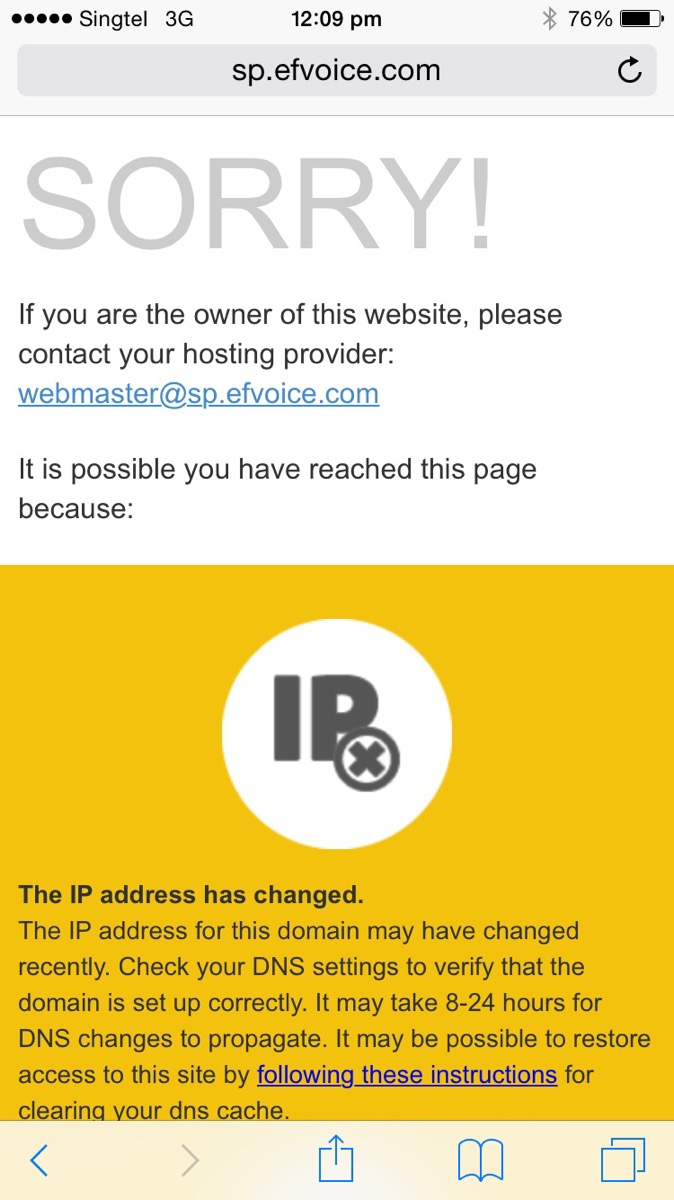 Singtel 3G 12:09 pm 76%
sp.efvoice.com
SORRY!
If you are the owner of this website, please
contact your hosting provider:
webmaster@sp.efvoice.com
It is possible you have reached this page
because:
IP
The IP address has changed.
The IP address for this domain may have changed
recently. Check your DNS settings to verify that the
domain is set up correctly. It may take 8-24 hours for
DNS changes to propagate. It may be possible to restore
access to this site by following these instructions for
clearing your dns cache.